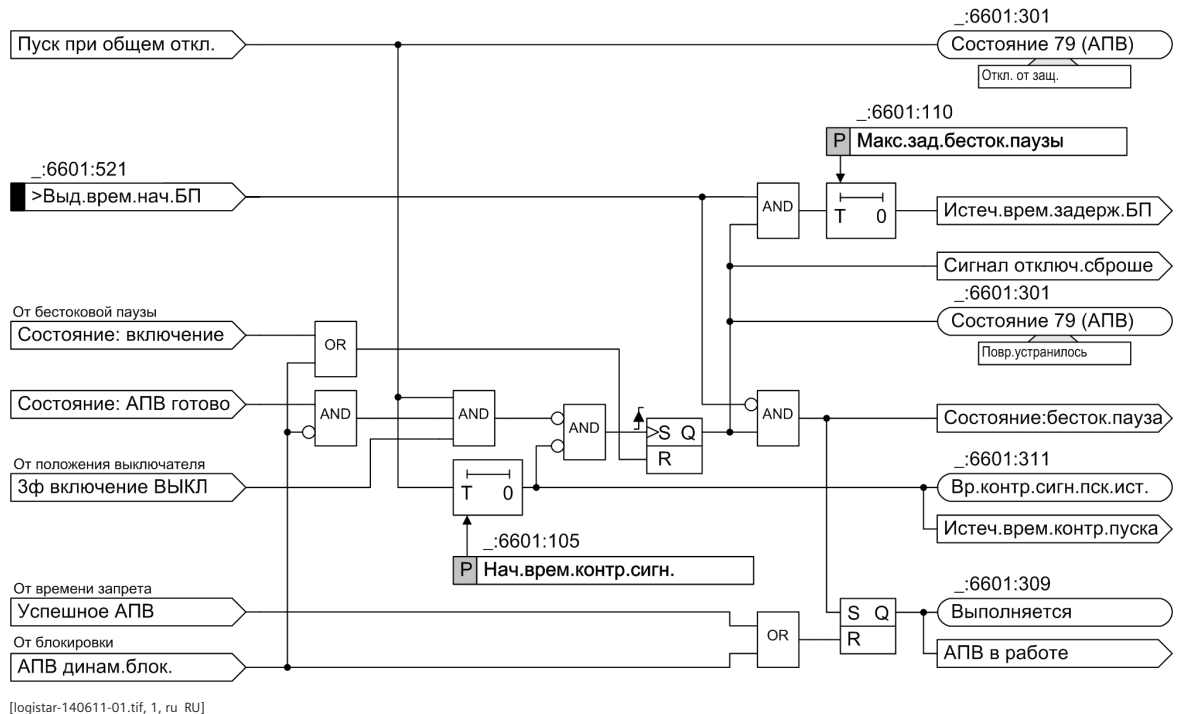 _:6601:301
Пуск при общем откл.
Состояние 79 (АПВ)
Откл. от защ.
_:6601:110
P Макс.зад.бесток.паузы
_:6601:521
>Выд.врем.нач.БП
AND
T 0
Истеч.врем.задерж.БП
Сигнал отключ.сброше
_:6601:301
От бестоковой паузы
Состояние: включение
OR
Состояние 79 (АПВ)
Повр.устранилось
Состояние: АПВ готово
AND
AND
AND
>S Q
R
AND
Состояние:бесток.пауза
От положения выключателя
3ф включение ВЫКЛ
T 0
_:6601:311
Вр.контр.сигн.пск.ист.
Истеч.врем.контр.пуска
_:6601:105
P Нач.врем.контр.сигн.
От времени запрета
Успешное АПВ
_:6601:309
S Q
R
Выполняется
OR
От блокировки
АПВ динам.блок.
АПВ в работе
[logistar-140611-01.tif, 1, ru_RU]